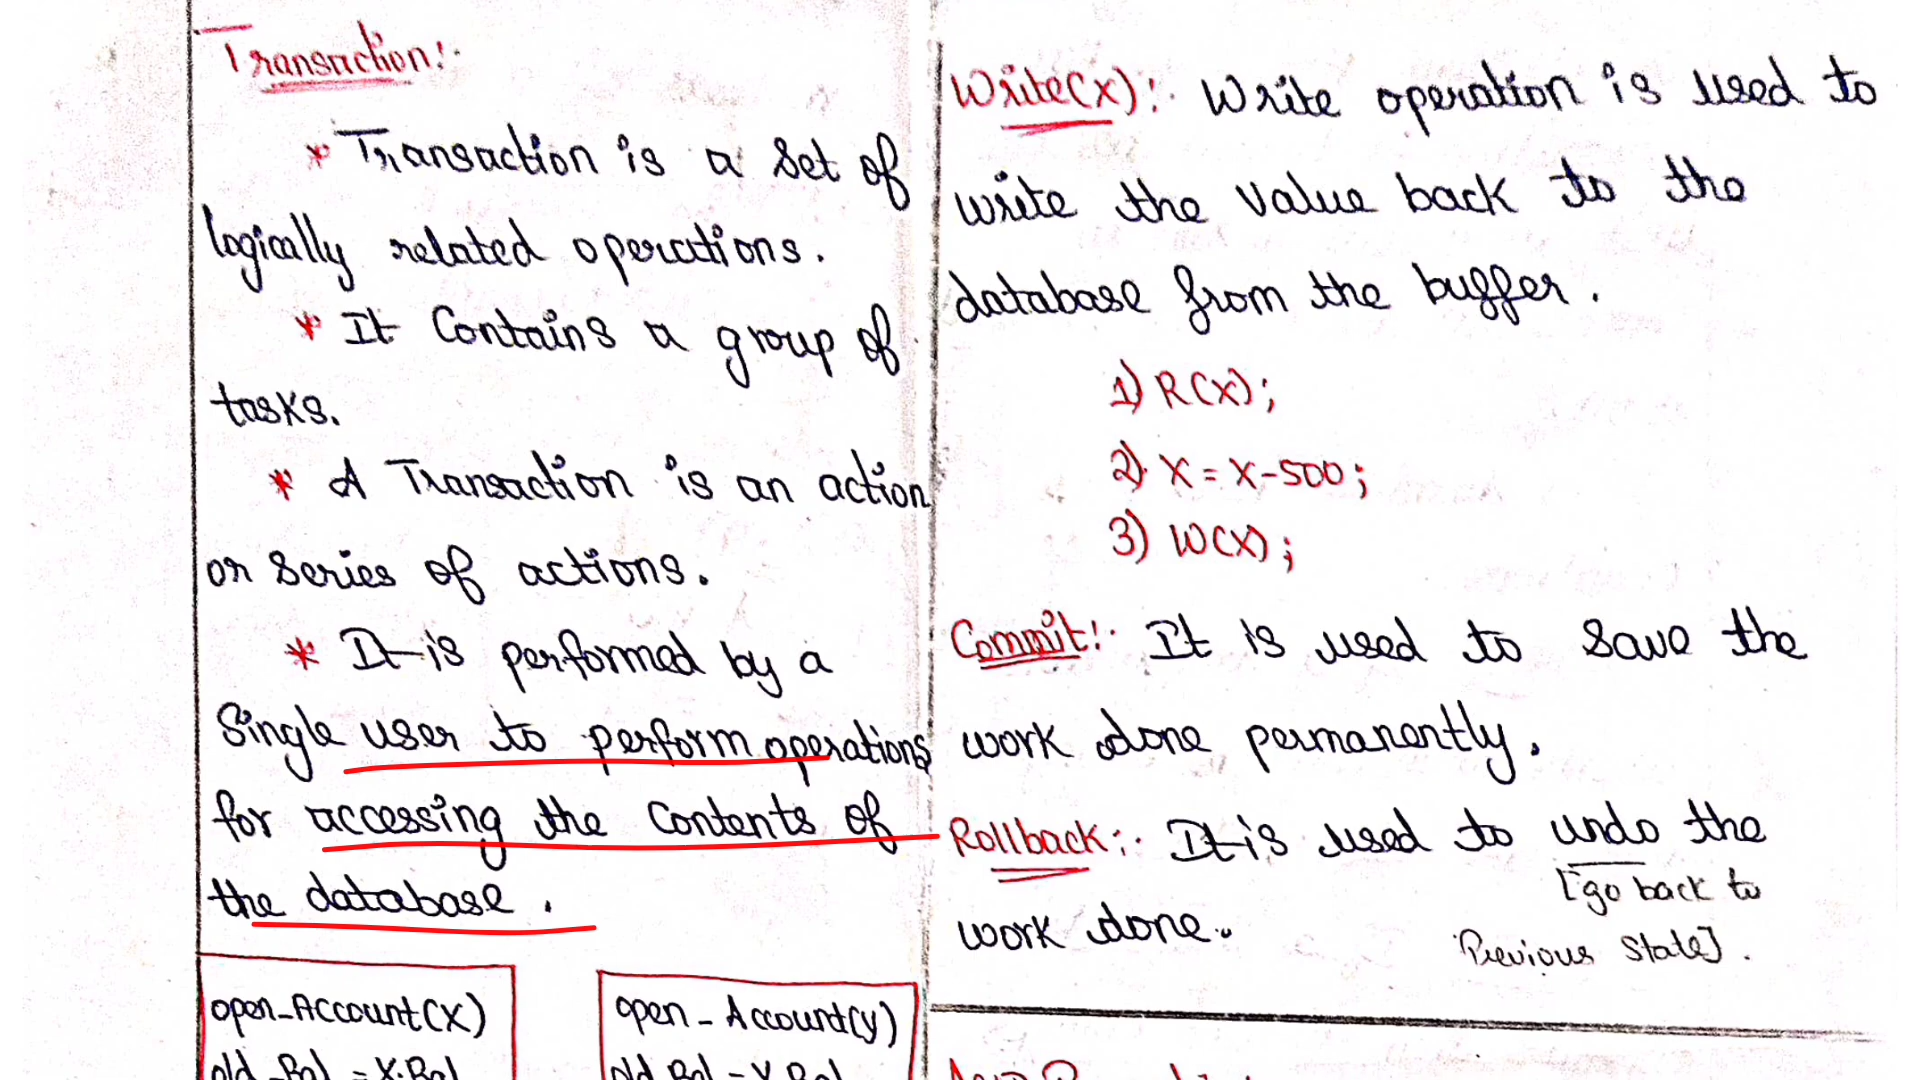 Transaction:-
* Transaction is a set of
logically related operations.
* It Contains a group of
tasks.
* A Transaction is an action
or series of actions.
* It is performed by a
Single user to perform operations
for accessing the Contents of
the database.
open_Account(X)
old_Bal = X.Bal
open_Account(y)
old_Bal = Y.Bal
Write(X):- Write operation is used to
write the value back to the
database from the buffer.
1) R(X);
2) X = X-500;
3) W(X);
Commit:- It is used to save the
work done permanently.
Rollback:- It is used to undo the
[go back to
Previous State].
work done.